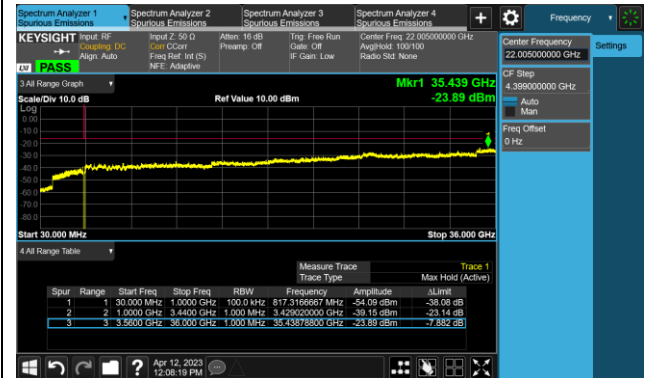 Spectrum Analyzer 1
Spurious Emissions
Spectrum Analyzer 2
Spurious Emissions
Spectrum Analyzer 3
Spurious Emissions
Spectrum Analyzer 4
Spurious Emissions
Frequency
KEYSIGHT
Input: RF
Coupling: DC
Align: Auto
Input Z: 50 Ω
Corr CCorr
Freq Ref: Int (S)
NFE: Adaptive
Atten: 16 dB
Preamp: Off
Trig: Free Run
Gate: Off
IF Gain: Low
Center Freq: 22.005000000 GHz
Avg|Hold: 100/100
Radio Std: None
LXI PASS
Center Frequency
22.005000000 GHz
Settings
CF Step
4.399000000 GHz
Auto
Man
Freq Offset
0 Hz
3 All Range Graph
Mkr1 35.439 GHz
Scale/Div 10.0 dB
Ref Value 10.00 dBm
-23.89 dBm
Log
0.00
-10.0
-20.0
-30.0
-40.0
-50.0
-60.0
-70.0
-80.0
1
Start 30.000 MHz
Stop 36.000 GHz
4 All Range Table
Measure Trace Trace 1
Trace Type Max Hold (Active)
Spur Range Start Freq Stop Freq RBW Frequency Amplitude ΔLimit
1 1 30.000 MHz 1.0000 GHz 100.0 kHz 817.3166667 MHz -54.09 dBm -38.08 dB
2 2 1.0000 GHz 3.4400 GHz 1.000 MHz 3.429020000 GHz -39.15 dBm -23.14 dB
3 3 3.5600 GHz 36.000 GHz 1.000 MHz 35.43878800 GHz -23.89 dBm -7.882 dB
Apr 12, 2023
12:08:19 PM